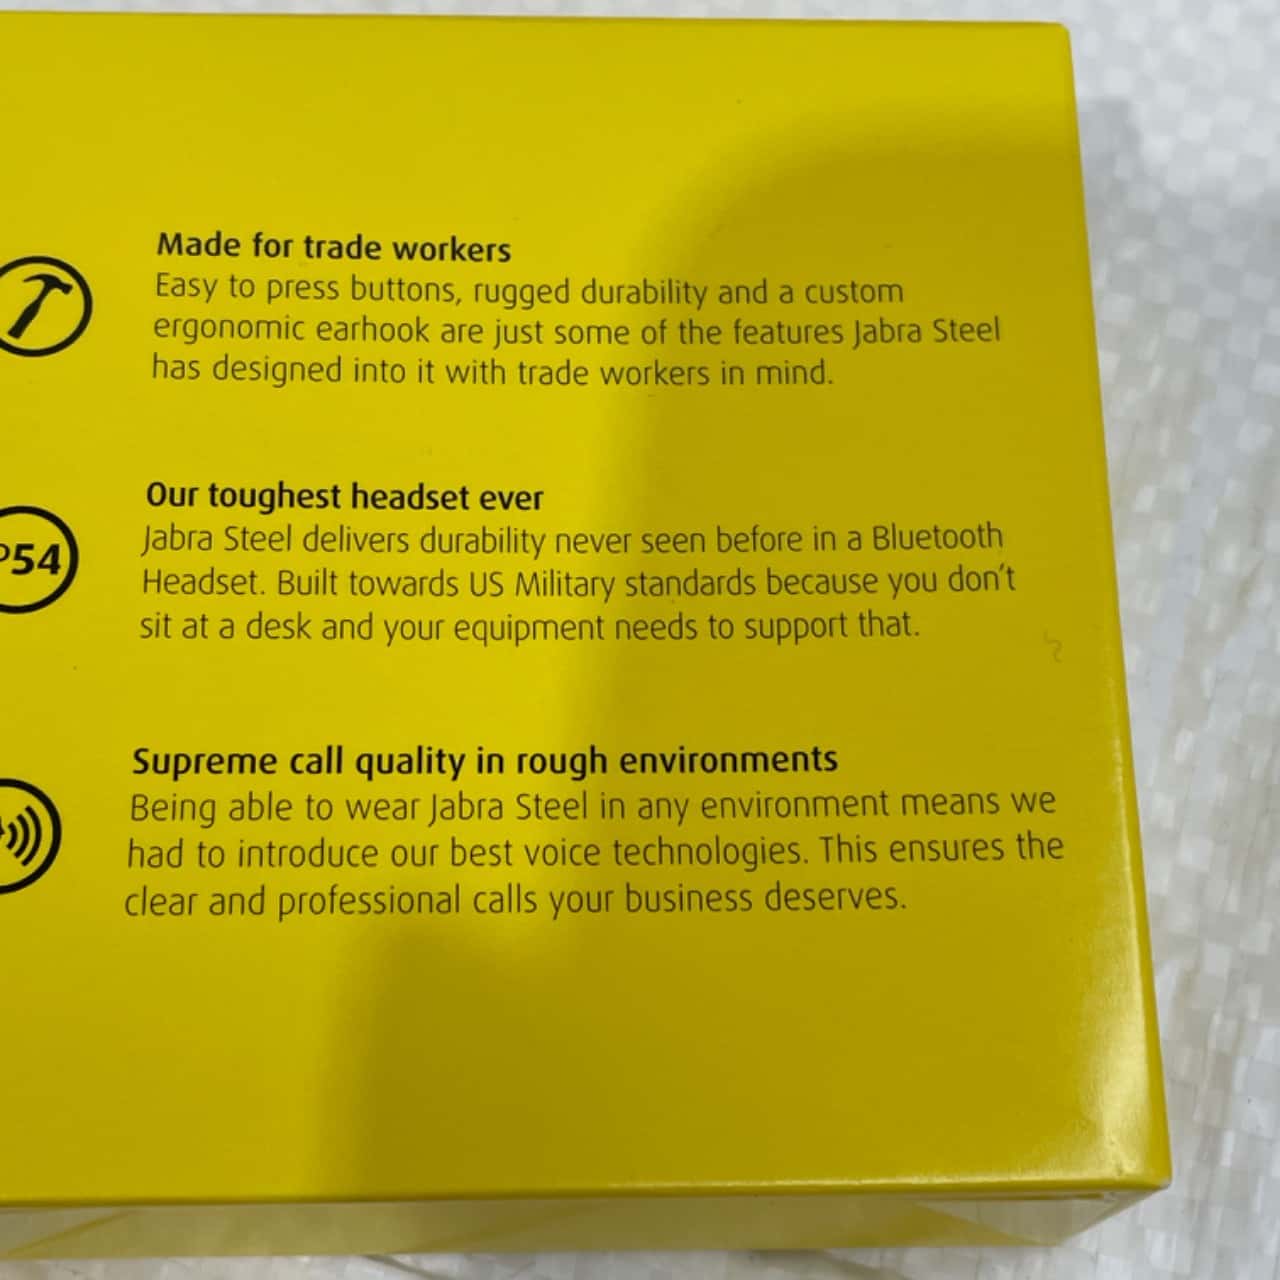 Made for trade workers
Easy to press buttons, rugged durability and a custom
ergonomic earhook are just some of the features Jabra Steel
has designed into it with trade workers in mind.
P54
Our toughest headset ever
Jabra Steel delivers durability never seen before in a Bluetooth
Headset. Built towards US Military standards because you don't
sit at a desk and your equipment needs to support that.
Supreme call quality in rough environments
Being able to wear Jabra Steel in any environment means we
had to introduce our best voice technologies. This ensures the
clear and professional calls your business deserves.